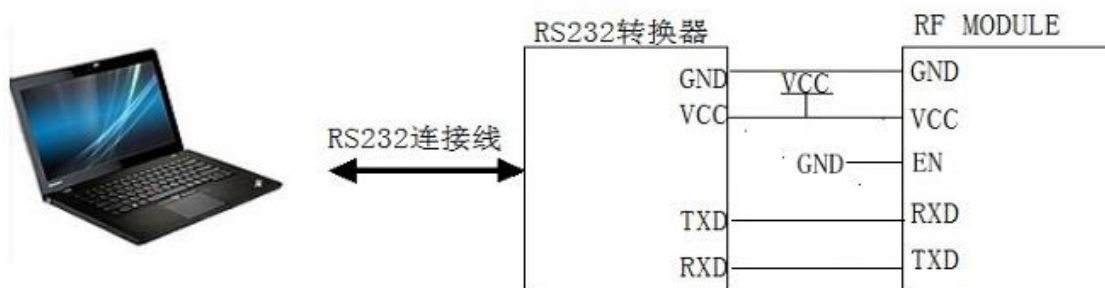 RS232转换器
RF MODULE
GND
GND
VCC
VCC
VCC
RS232连接线
GND
EN
TXD
RXD
RXD
TXD